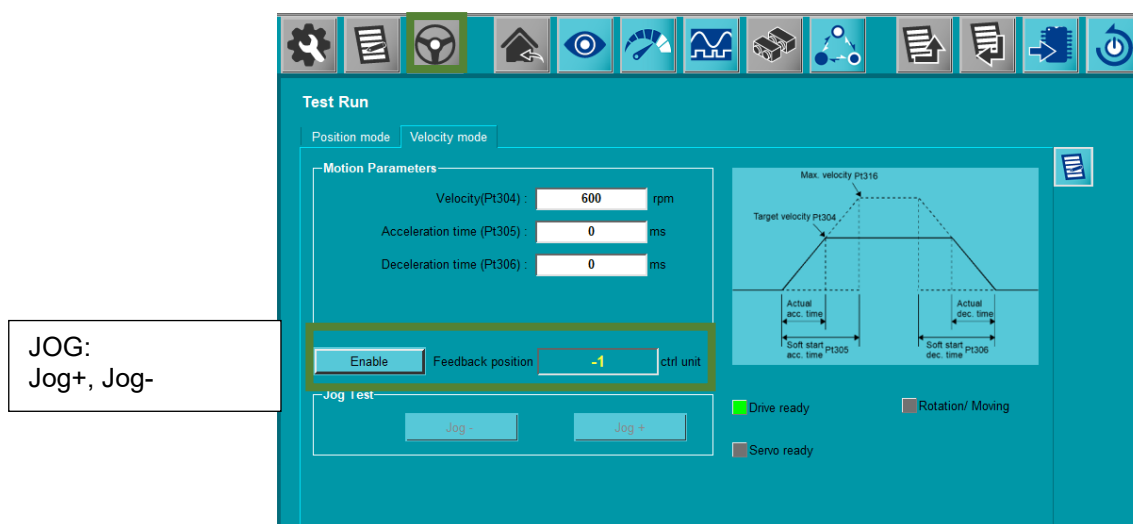 Test Run
Position mode Velocity mode
Motion Parameters
Velocity(Pt304) : 600 rpm
Acceleration time (Pt305) : 0 ms
Deceleration time (Pt306) : 0 ms
Max. velocity Pt316
Target velocity Pt304
Actual acc. time
Actual dec. time
Soft start acc. time Pt305
Soft start dec. time Pt306
JOG:
Jog+, Jog-
Enable Feedback position -1 ctrl unit
Jog Test
Jog - Jog +
Drive ready Rotation/ Moving
Servo ready